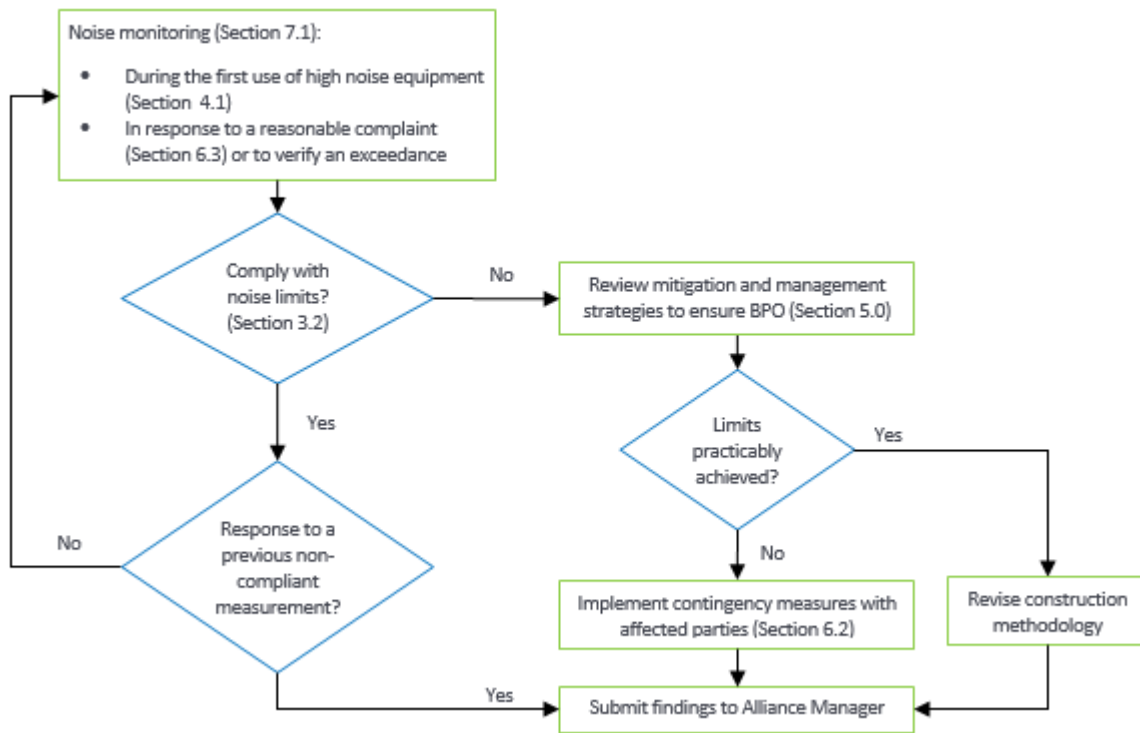 Noise monitoring (Section 7.1):
• During the first use of high noise equipment
(Section 4.1)
• In response to a reasonable complaint
(Section 6.3) or to verify an exceedance
Comply with
noise limits?
(Section 3.2)
No
Review mitigation and management
strategies to ensure BPO (Section 5.0)
Yes
Limits
practicably
achieved?
Yes
Response to a
previous non-
compliant
measurement?
No
No
Implement contingency measures with
affected parties (Section 6.2)
Revise construction
methodology
Yes
Submit findings to Alliance Manager